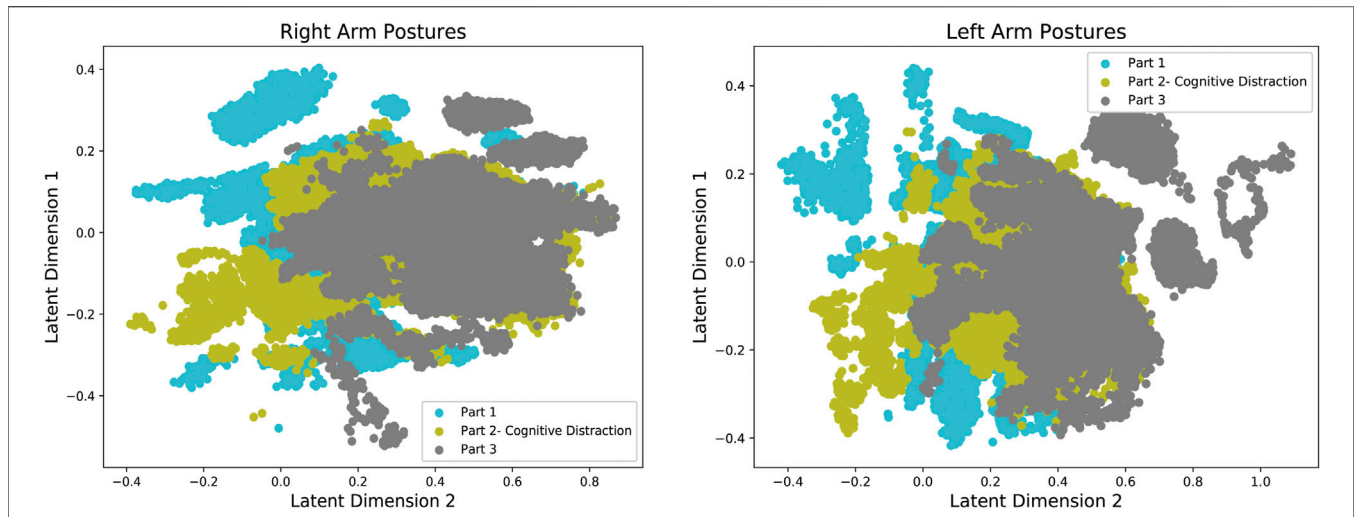 Right Arm Postures
Latent Dimension 1
0.4
0.2
0.0
−0.2
−0.4
−0.4
−0.2
0.0
0.2
0.4
0.6
0.8
Latent Dimension 2
Part 1
Part 2- Cognitive Distraction
Part 3
Left Arm Postures
Latent Dimension 1
0.4
0.2
0.0
−0.2
−0.4
−0.4
−0.2
0.0
0.2
0.4
0.6
0.8
1.0
Latent Dimension 2
Part 1
Part 2- Cognitive Distraction
Part 3